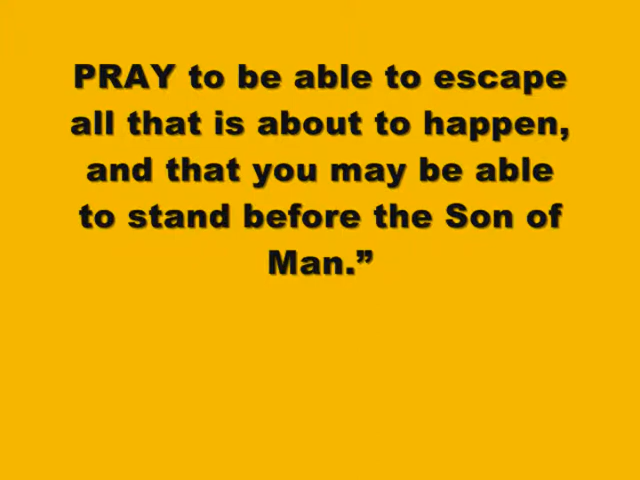 PRAY to be able to escape
all that is about to happen,
and that you may be able
to stand before the Son of
Man.”